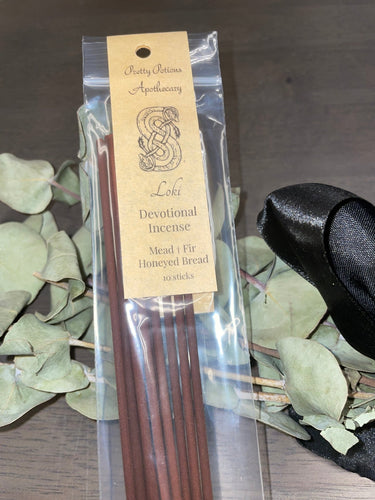 Pretty Potions
Apothecary
Loki
Devotional
Incense
Mead | Fir
Honeyed Bread
10 sticks